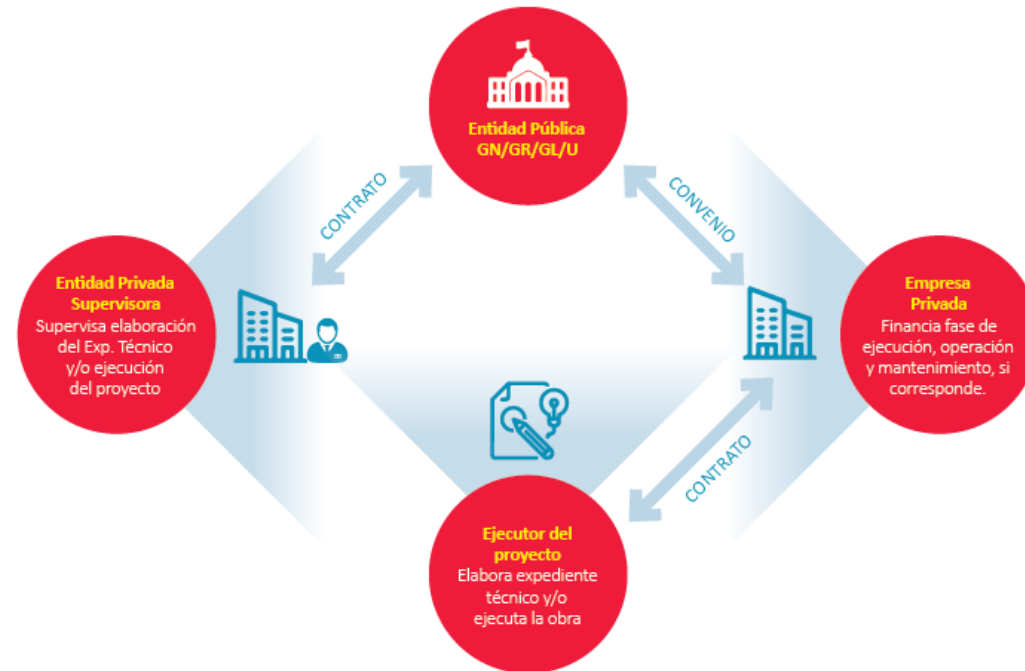 Entidad Pública
GN/GR/GL/U
CONTRATO
CONVENIO
Entidad Privada
Supervisora
Supervisa elaboración
del Exp. Técnico
y/o ejecución
del proyecto
Empresa
Privada
Financia fase de
ejecución, operación
y mantenimiento, si
corresponde.
CONTRATO
Ejecutor del
proyecto
Elabora expediente
técnico y/o
ejecuta la obra